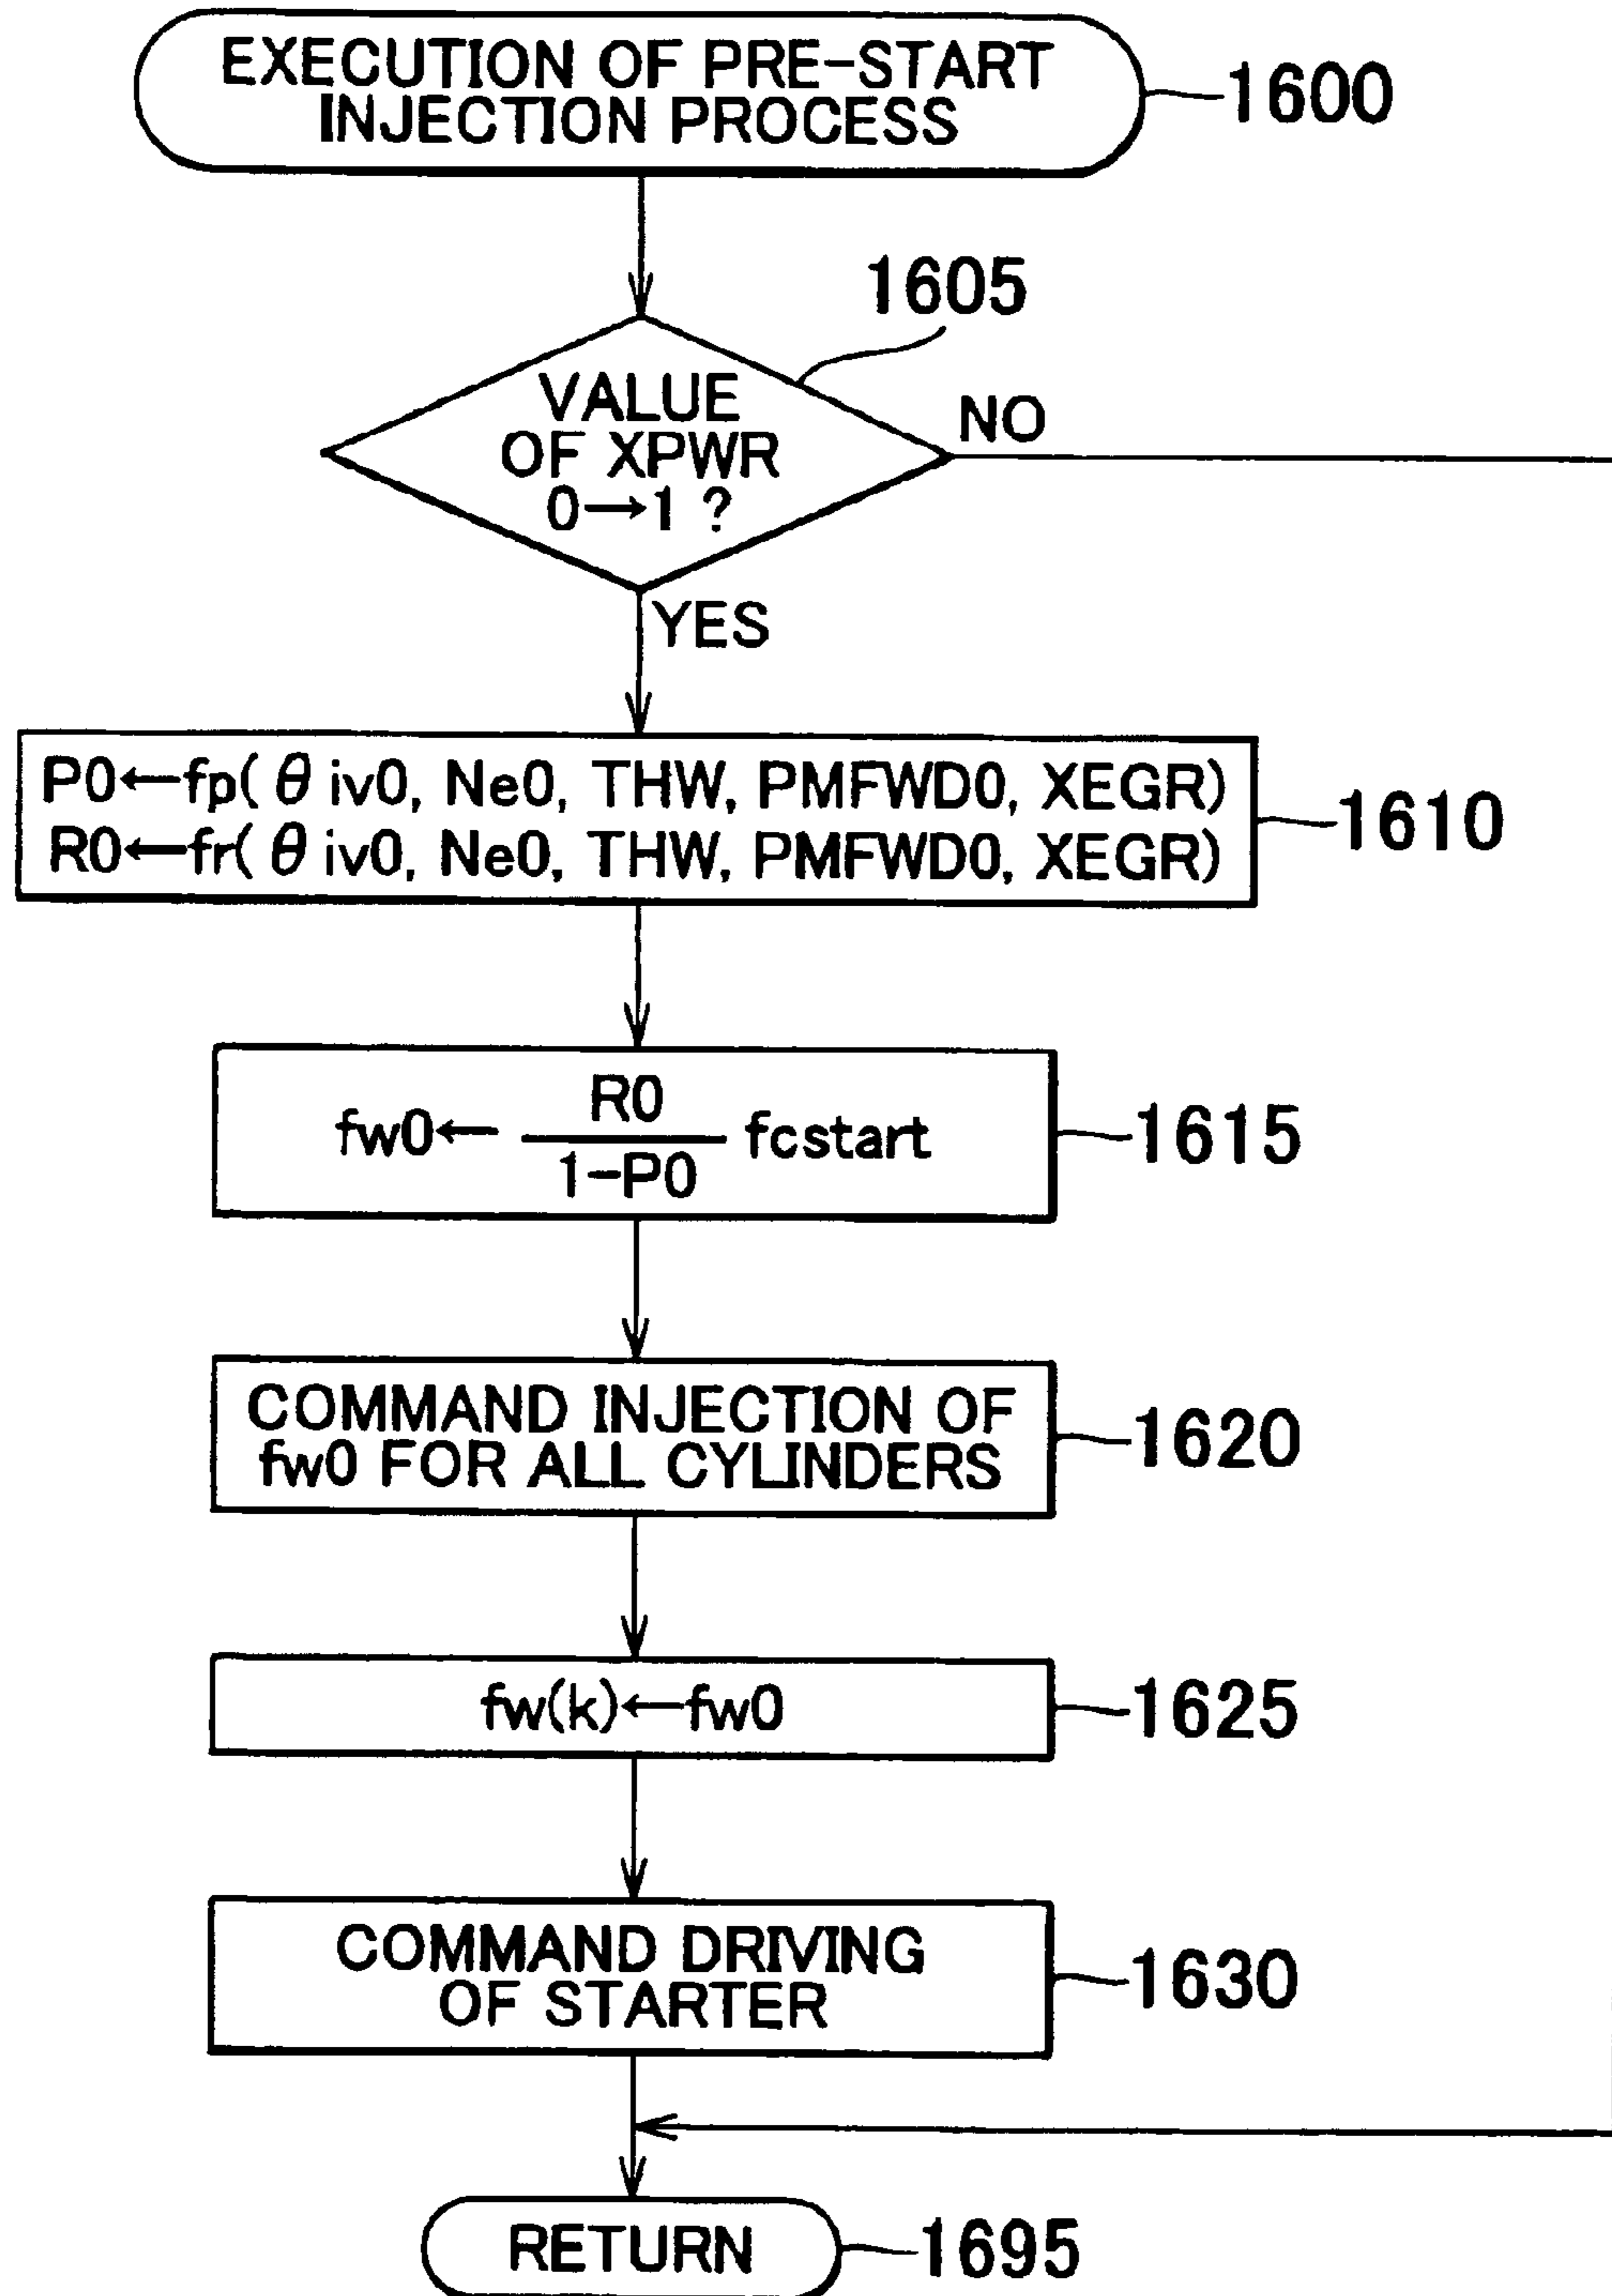 EXECUTION OF PRE-START
INJECTION PROCESS
1600
1605
VALUE
OF XPWR
0→1 ?
NO
YES
P0←fp( θ iv0, Ne0, THW, PMFWD0, XEGR)
R0←fr( θ iv0, Ne0, THW, PMFWD0, XEGR)
1610
fw0← R0/1-P0 fcstart
1615
COMMAND INJECTION OF
fw0 FOR ALL CYLINDERS
1620
fw(k)←fw0
1625
COMMAND DRIVING
OF STARTER
1630
RETURN
1695